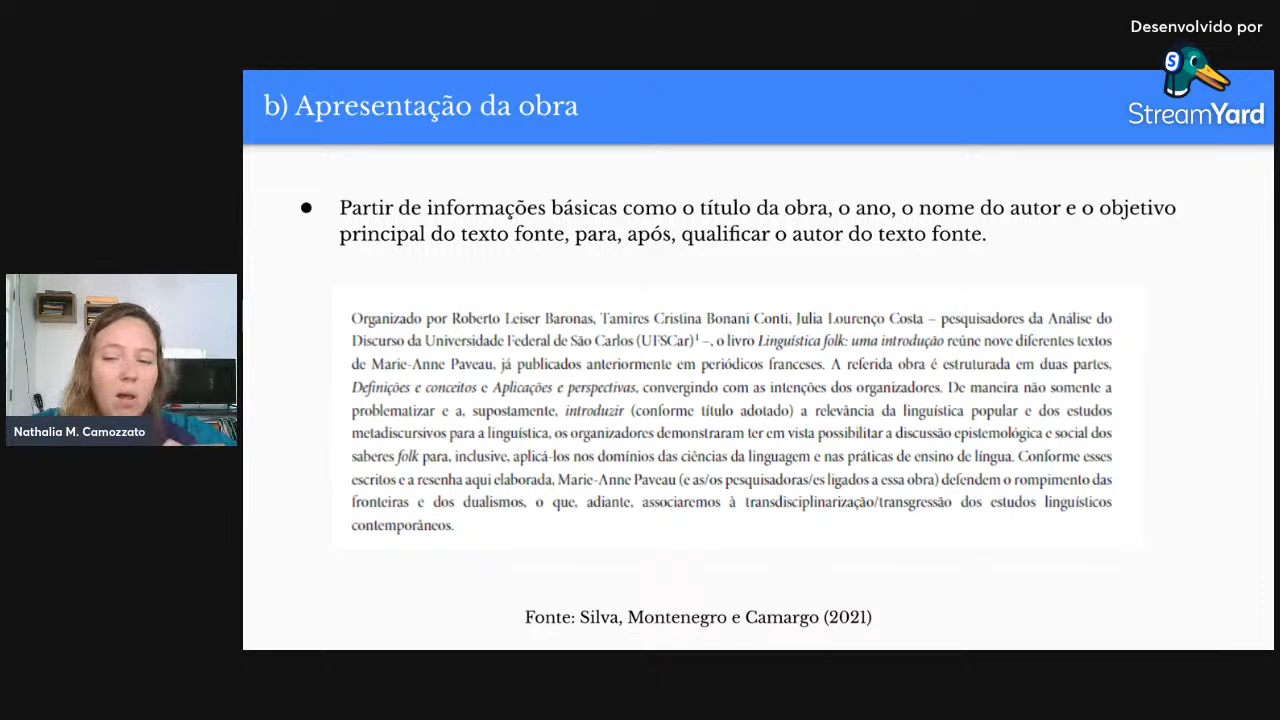 Desenvolvido por
StreamYard
b) Apresentação da obra
● Partir de informações básicas como o título da obra, o ano, o nome do autor e o objetivo
principal do texto fonte, para, após, qualificar o autor do texto fonte.
Organizado por Roberto Leiser Baronas, Tamires Cristina Bonani Conti, Julia Lourenço Costa – pesquisadores da Análise do
Discurso da Universidade Federal de São Carlos (UFSCar)¹ –, o livro Linguística folk: uma introdução reúne nove diferentes textos
de Marie-Anne Paveau, já publicados anteriormente em periódicos franceses. A referida obra é estruturada em duas partes,
Definições e conceitos e Aplicações e perspectivas, convergindo com as intenções dos organizadores. De maneira não somente a
problematizar e a, supostamente, introduzir (conforme título adotado) a relevância da linguística popular e dos estudos
metadiscursivos para a linguística, os organizadores demonstraram ter em vista possibilitar a discussão epistemológica e social dos
saberes folk para, inclusive, aplicá-los nos domínios das ciências da linguagem e nas práticas de ensino de língua. Conforme esses
escritos e a resenha aqui elaborada, Marie-Anne Paveau (e as/os pesquisadoras/es ligados a essa obra) defendem o rompimento das
fronteiras e dos dualismos, o que, adiante, associaremos à transdisciplinarização/transgressão dos estudos linguísticos
contemporâneos.
Nathalia M. Camozzato
Fonte: Silva, Montenegro e Camargo (2021)